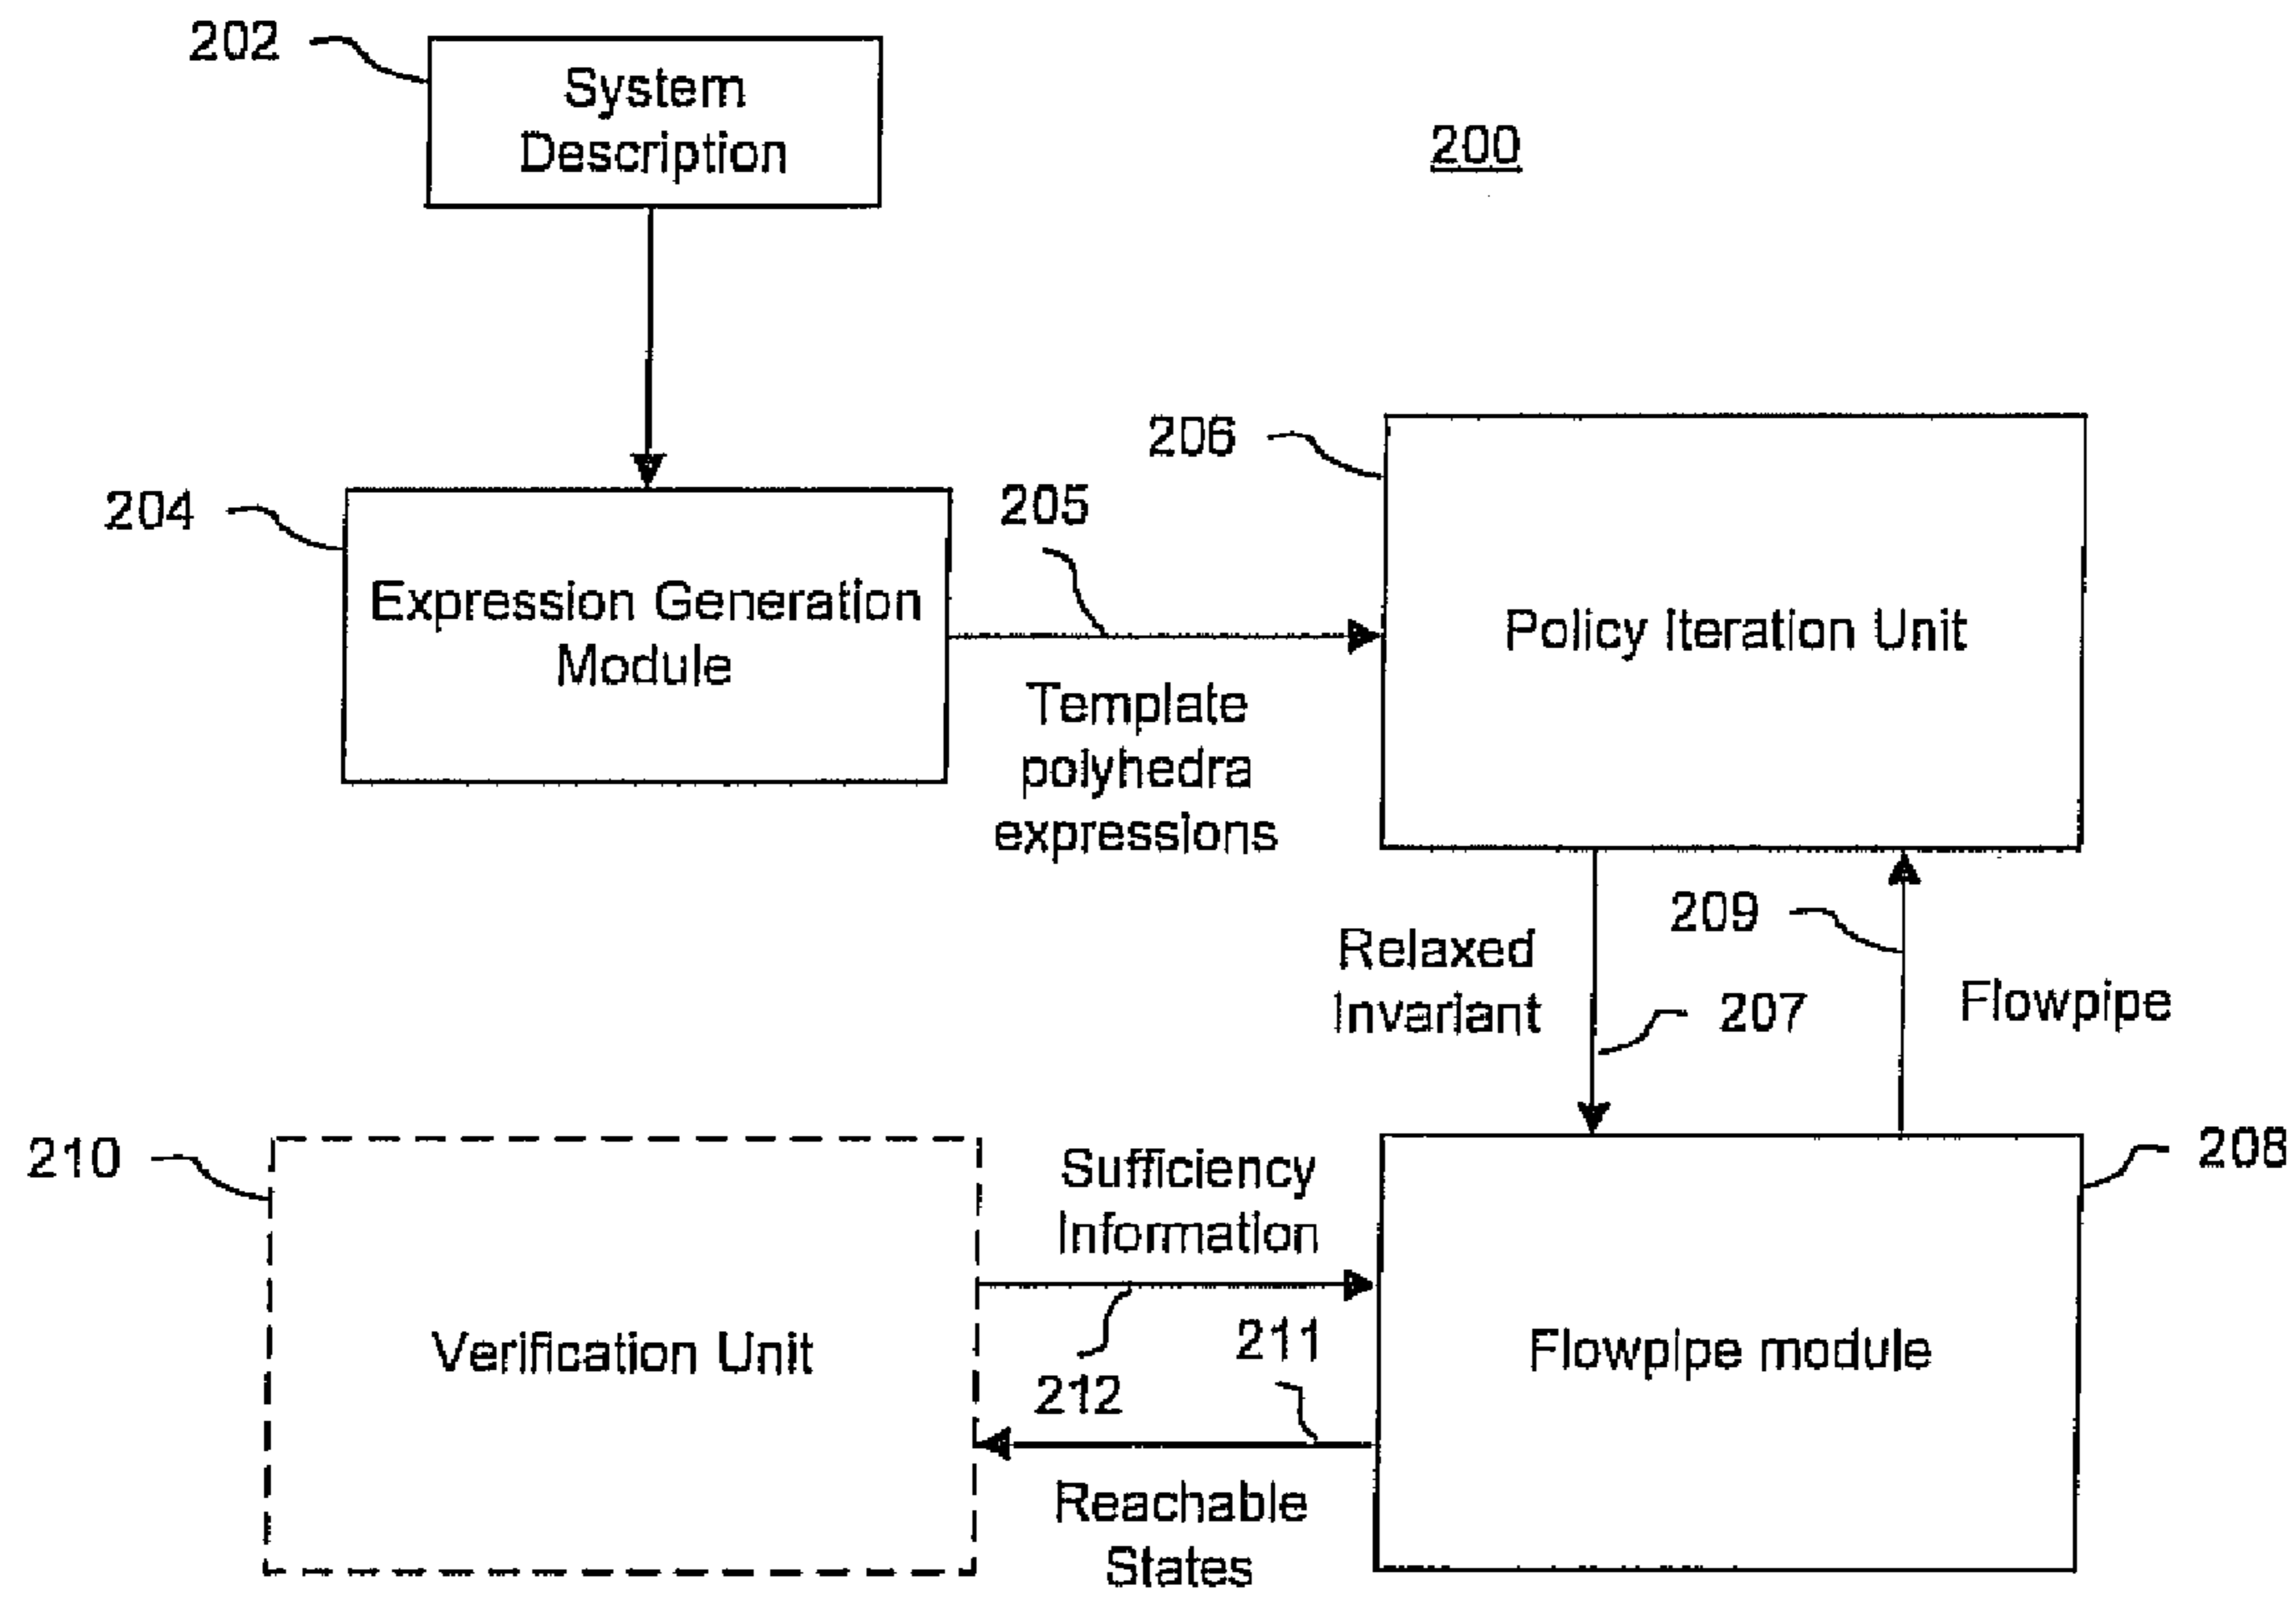 202
System
Description
200
204
Expression Generation
Module
205
Template
polyhedra
expressions
206
Policy Iteration Unit
Relaxed
Invariant
207
209
Flowpipe
210
Verification Unit
Sufficiency
Information
212
211
Reachable
States
208
Flowpipe module